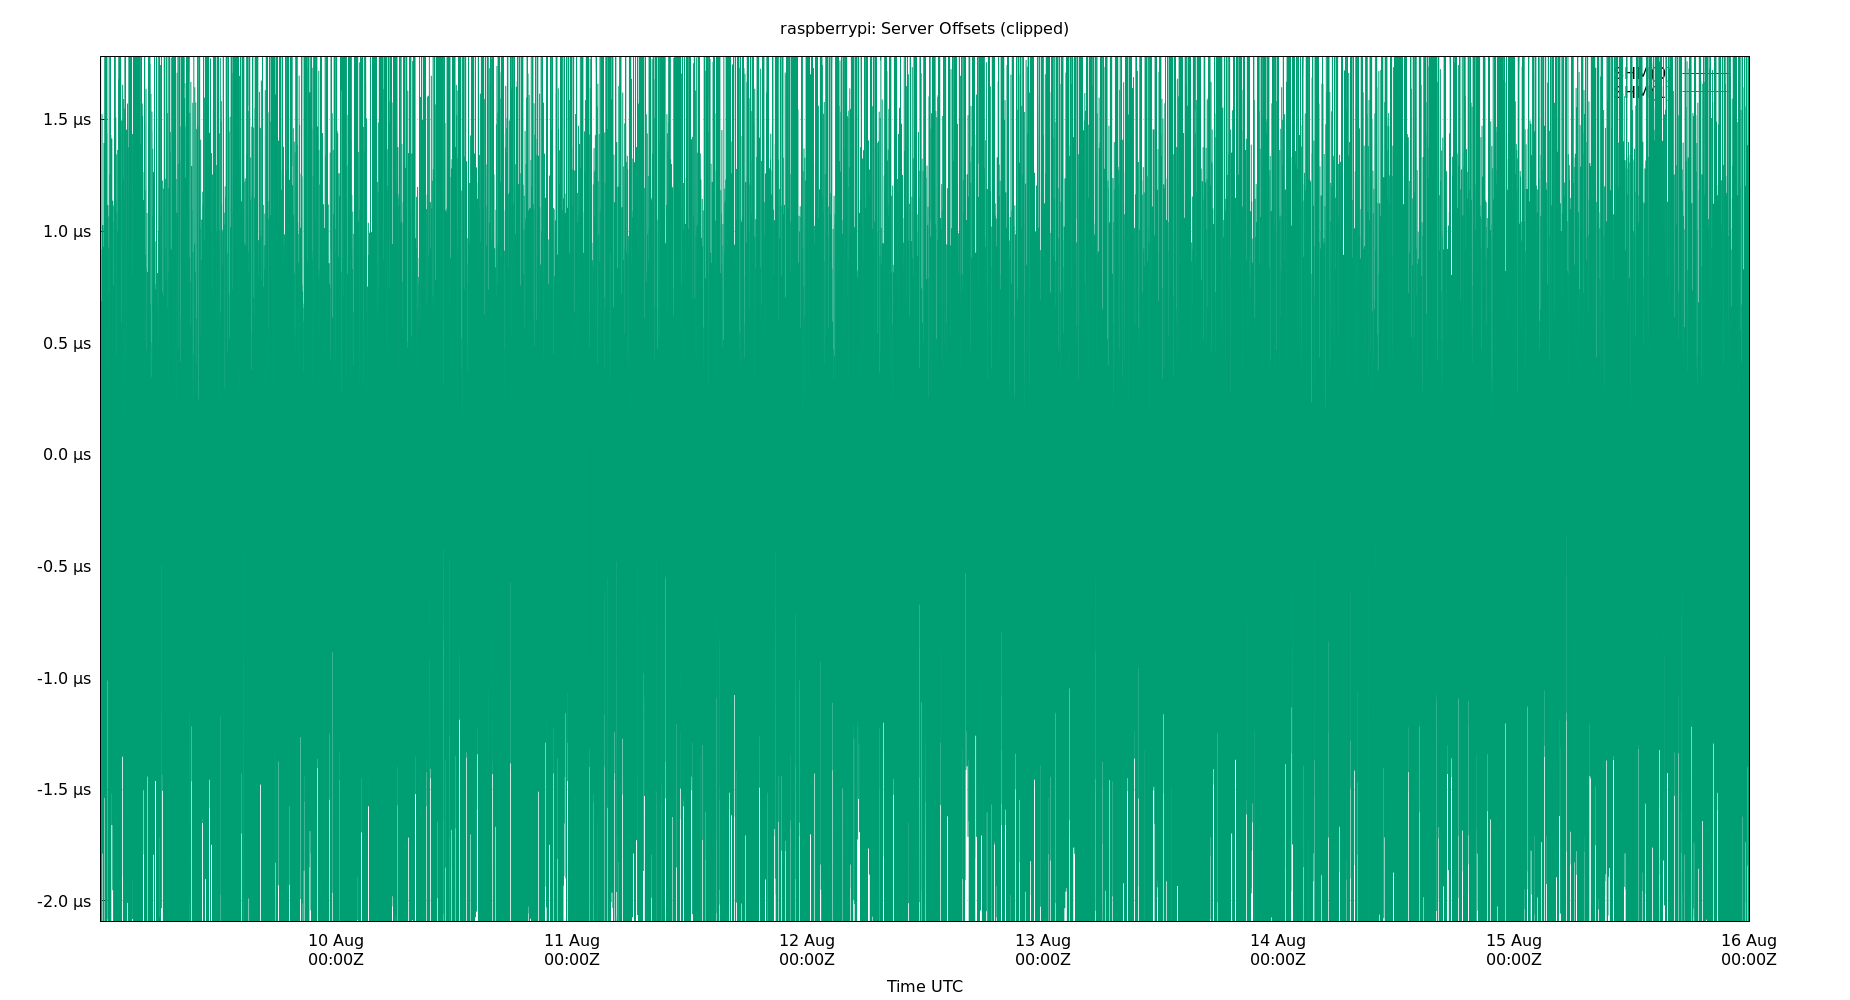 raspberrypi: Server Offsets (clipped)
1.5 µs
1.0 µs
0.5 µs
0.0 µs
-0.5 µs
-1.0 µs
-1.5 µs
-2.0 µs
10 Aug
00:00Z
11 Aug
00:00Z
12 Aug
00:00Z
13 Aug
00:00Z
14 Aug
00:00Z
15 Aug
00:00Z
16 Aug
00:00Z
Time UTC